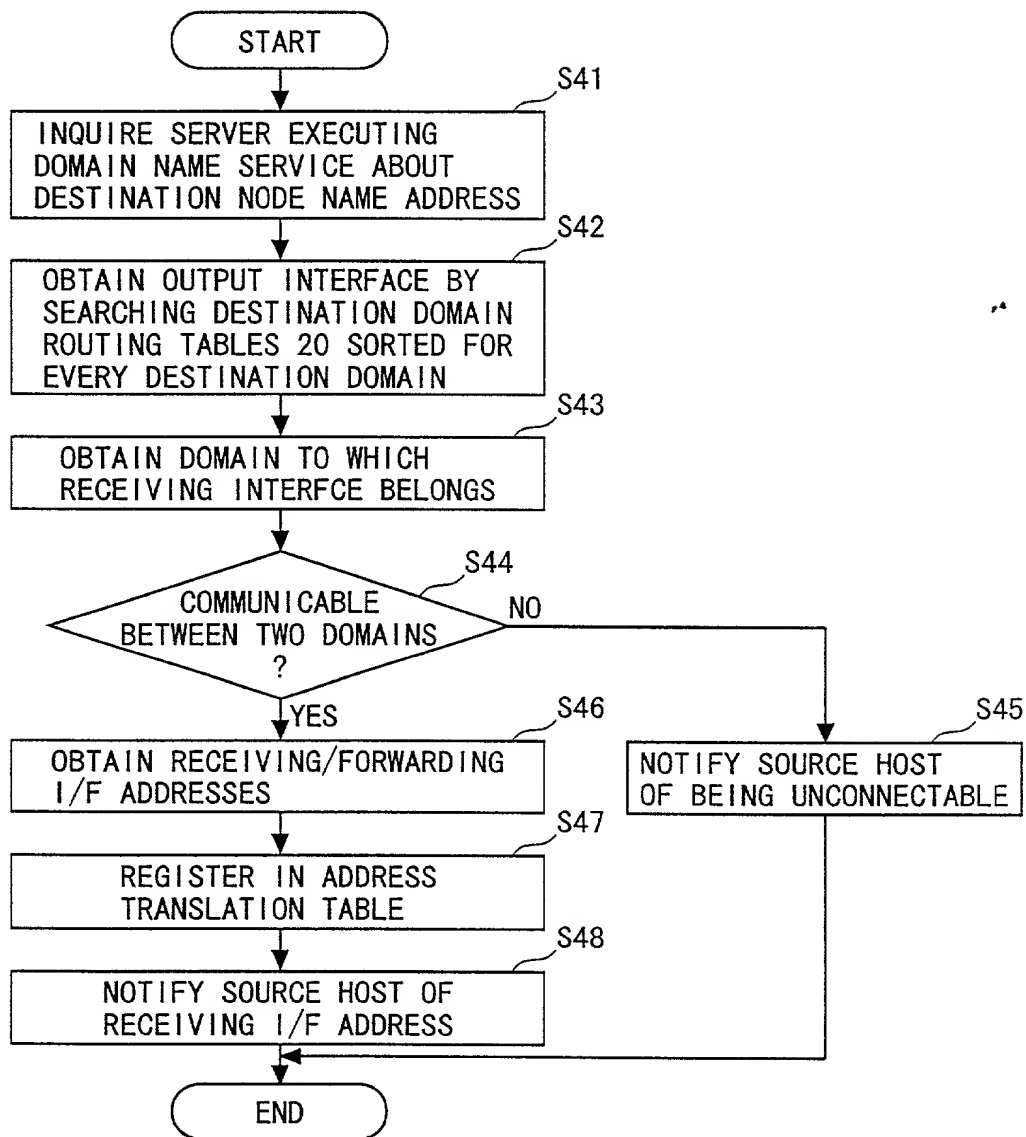 START
S41
INQUIRE SERVER EXECUTING
DOMAIN NAME SERVICE ABOUT
DESTINATION NODE NAME ADDRESS
S42
OBTAIN OUTPUT INTERFACE BY
SEARCHING DESTINATION DOMAIN
ROUTING TABLES 20 SORTED FOR
EVERY DESTINATION DOMAIN
S43
OBTAIN DOMAIN TO WHICH
RECEIVING INTERFCE BELONGS
S44
COMMUNICABLE
BETWEEN TWO DOMAINS
?
NO
YES
S46
OBTAIN RECEIVING/FORWARDING
I/F ADDRESSES
S45
NOTIFY SOURCE HOST
OF BEING UNCONNECTABLE
S47
REGISTER IN ADDRESS
TRANSLATION TABLE
S48
NOTIFY SOURCE HOST OF
RECEIVING I/F ADDRESS
END